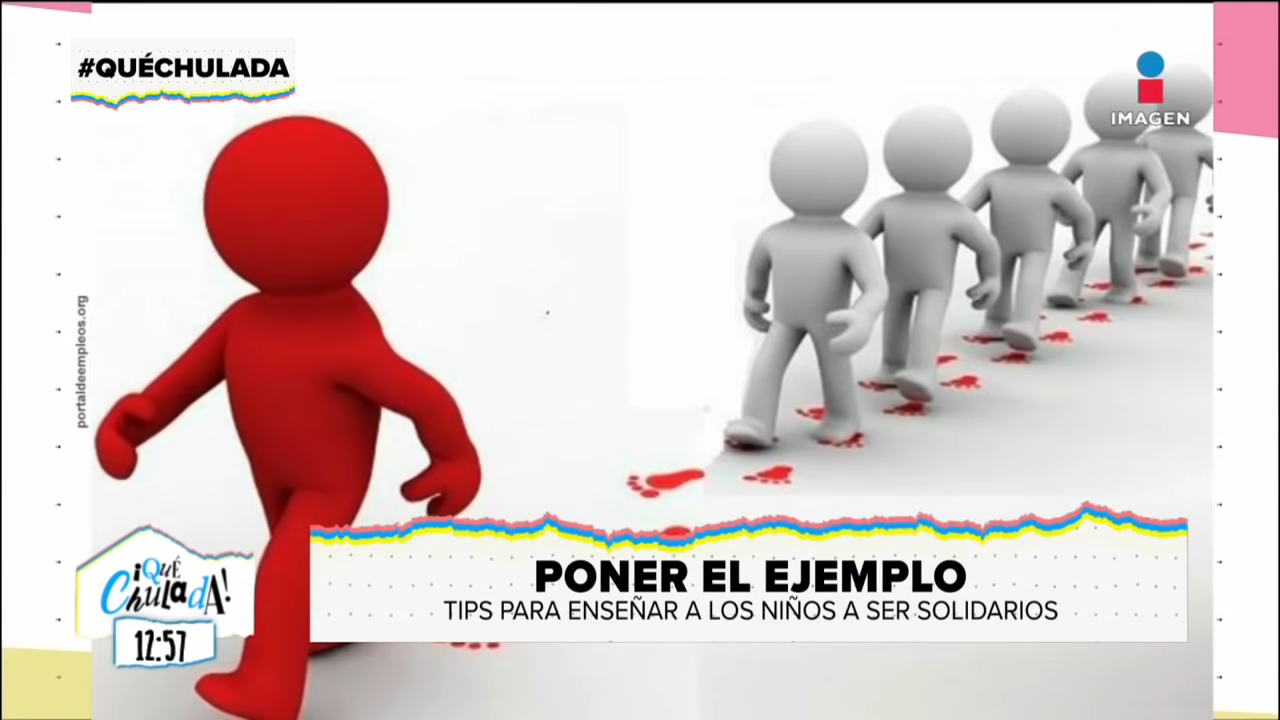 #QUÉCHULADA
IMAGEN
portaldeempleos.org
¡QUÉ
ChuladA!
12:57
PONER EL EJEMPLO
TIPS PARA ENSEÑAR A LOS NIÑOS A SER SOLIDARIOS